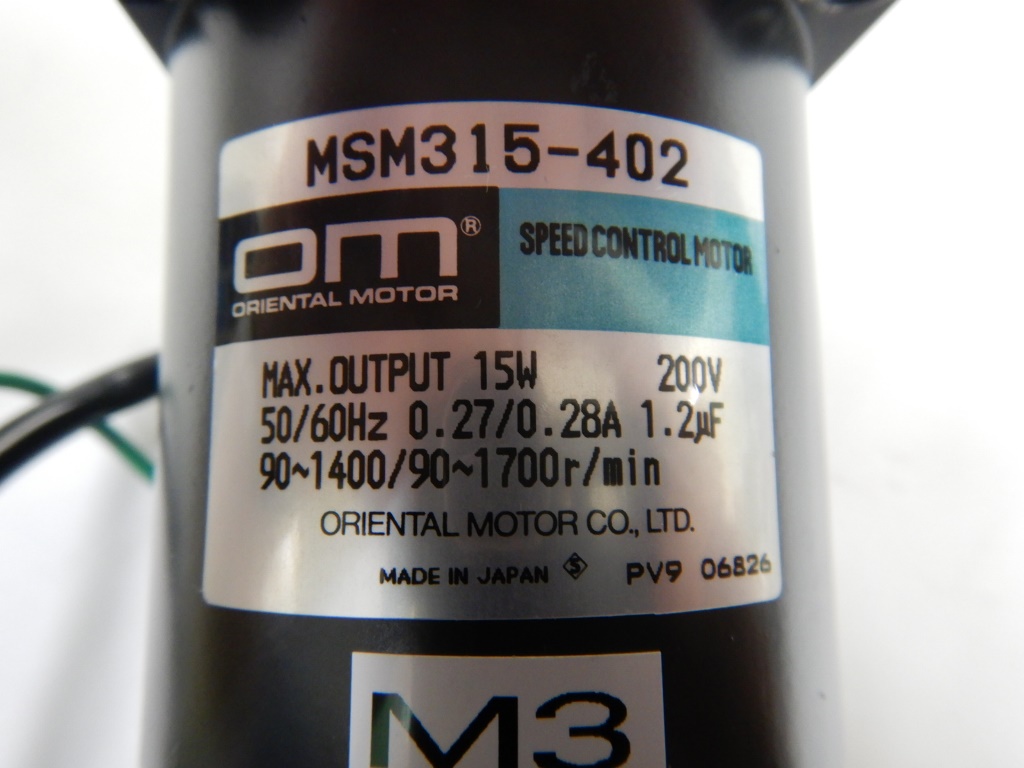 MSM315-402
om®
ORIENTAL MOTOR
SPEED CONTROL MOTOR
MAX.OUTPUT 15W 200V
50/60Hz 0.27/0.28A 1.2µF
90~1400/90~1700r/min
ORIENTAL MOTOR CO., LTD.
MADE IN JAPAN S PV9 06826
M3